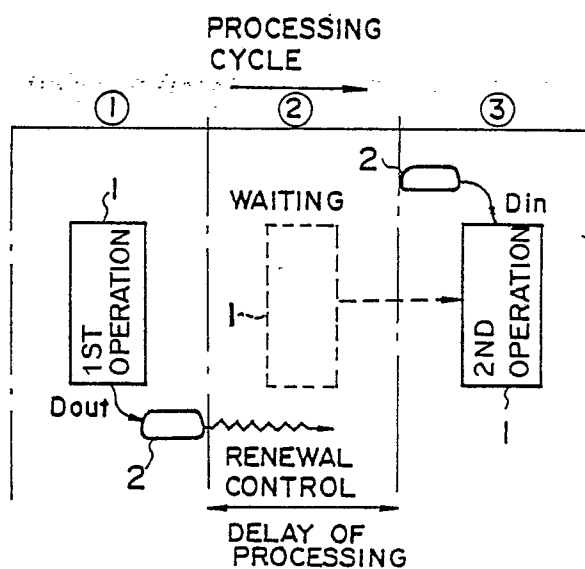 PROCESSING
CYCLE
① ② ③
2
1
WAITING
Din
1ST
OPERATION
1
2ND
OPERATION
Dout
2
1
RENEWAL
CONTROL
DELAY OF
PROCESSING